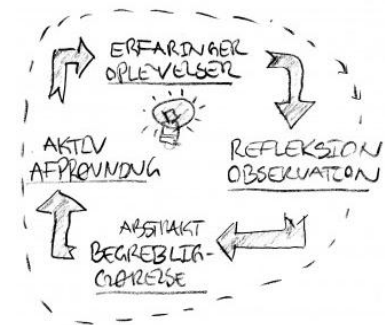 ERFARINGER
OPLEVELSER
REFLEKSION
OBSERVATION
ABSTRAKT
BEGREBLIG-
GØRELSE
AKTIV
AFPRØVNING